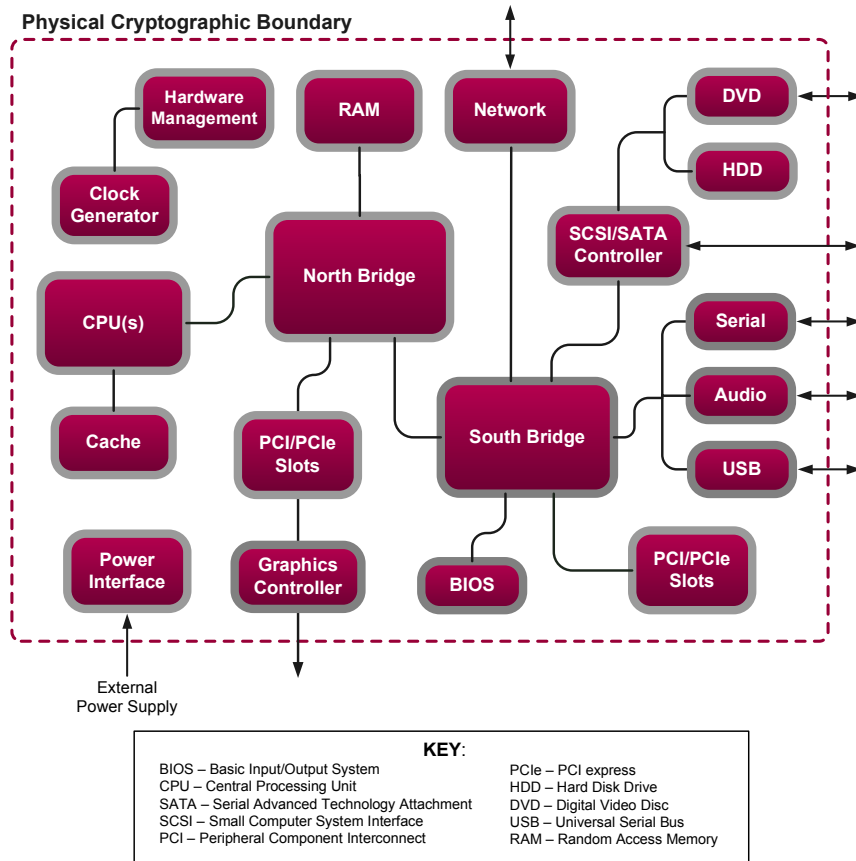 Physical Cryptographic Boundary
Hardware
Management
RAM
Network
DVD
HDD
Clock
Generator
SCSI/SATA
Controller
North Bridge
CPU(s)
Serial
Cache
PCI/PCIe
Slots
South Bridge
Audio
USB
Power
Interface
Graphics
Controller
BIOS
PCI/PCIe
Slots
External
Power Supply
KEY:
BIOS – Basic Input/Output System
CPU – Central Processing Unit
SATA – Serial Advanced Technology Attachment
SCSI – Small Computer System Interface
PCI – Peripheral Component Interconnect
PCIe – PCI express
HDD – Hard Disk Drive
DVD – Digital Video Disc
USB – Universal Serial Bus
RAM – Random Access Memory